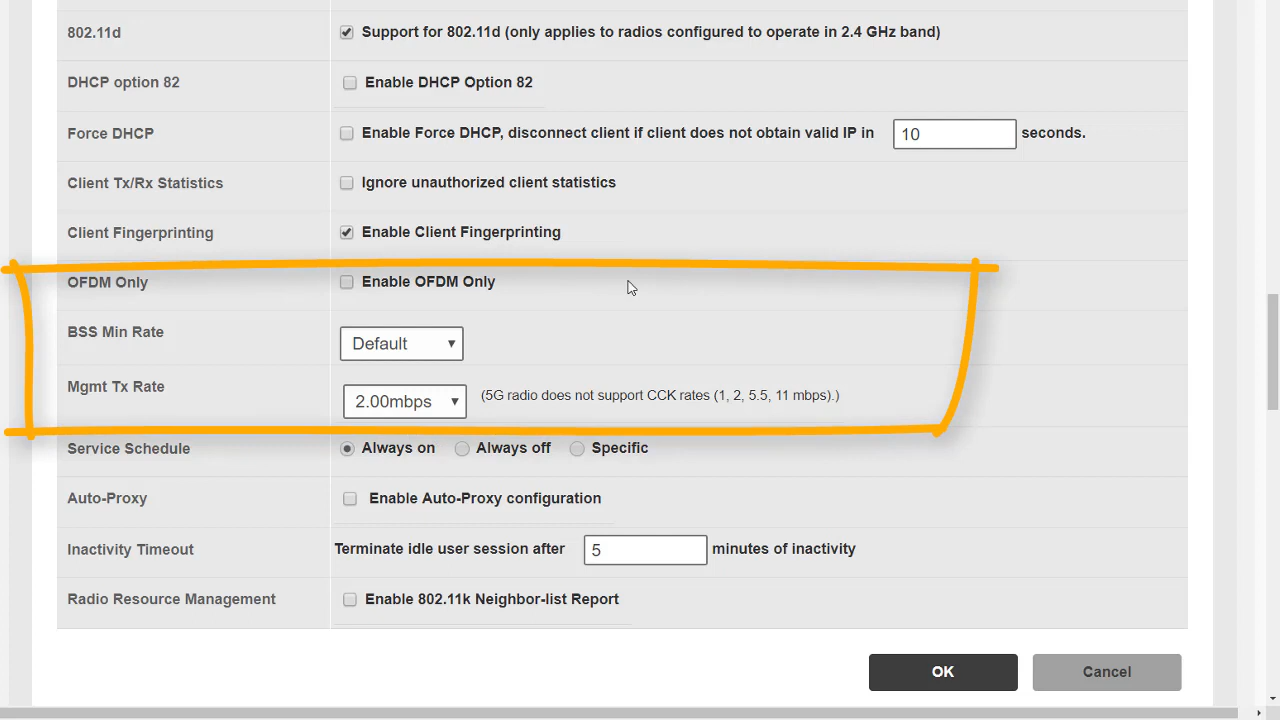 802.11d Support for 802.11d (only applies to radios configured to operate in 2.4 GHz band)
DHCP option 82 Enable DHCP Option 82
Force DHCP Enable Force DHCP, disconnect client if client does not obtain valid IP in 10 seconds.
Client Tx/Rx Statistics Ignore unauthorized client statistics
Client Fingerprinting Enable Client Fingerprinting
OFDM Only Enable OFDM Only
BSS Min Rate Default
Mgmt Tx Rate 2.00mbps (5G radio does not support CCK rates (1, 2, 5.5, 11 mbps).)
Service Schedule Always on Always off Specific
Auto-Proxy Enable Auto-Proxy configuration
Inactivity Timeout Terminate idle user session after 5 minutes of inactivity
Radio Resource Management Enable 802.11k Neighbor-list Report
OK Cancel